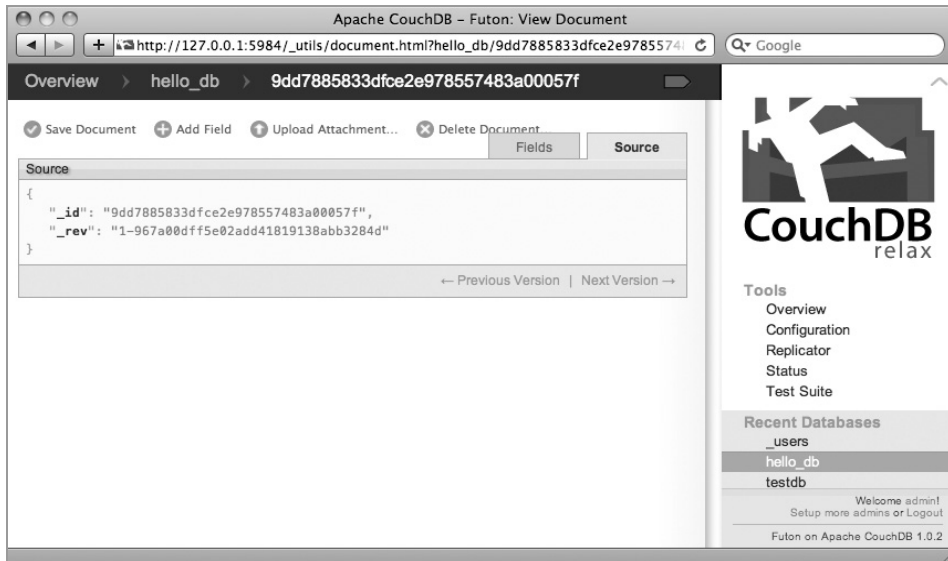 Apache CouchDB – Futon: View Document
http://127.0.0.1:5984/_utils/document.html?hello_db/9dd7885833dfce2e9785574
Google
Overview hello_db 9dd7885833dfce2e978557483a00057f
Save Document Add Field Upload Attachment... Delete Document...
Fields Source
Source
{
"_id": "9dd7885833dfce2e978557483a00057f",
"_rev": "1-967a00dff5e02add41819138abb3284d"
}
← Previous Version | Next Version →
CouchDB
relax
Tools
Overview
Configuration
Replicator
Status
Test Suite
Recent Databases
_users
hello_db
testdb
Welcome admin!
Setup more admins or Logout
Futon on Apache CouchDB 1.0.2